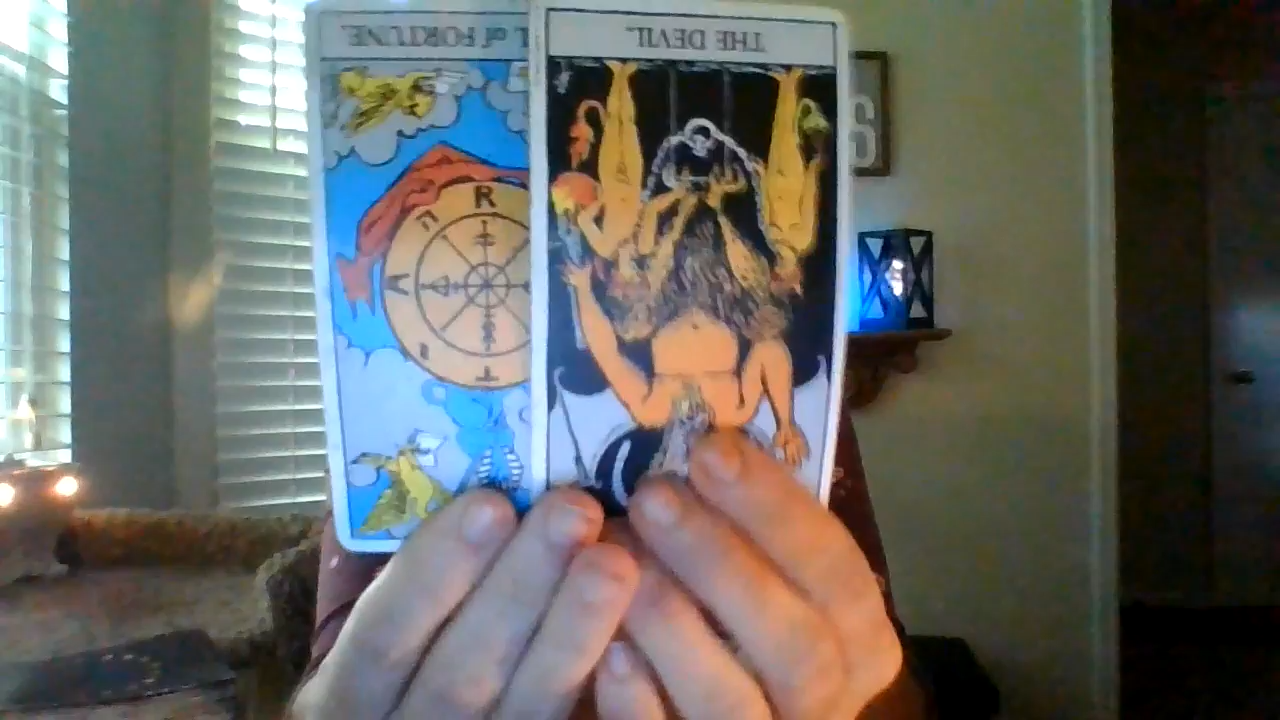 L of FORTUNE.
THE DEVIL.
R
A
T
S